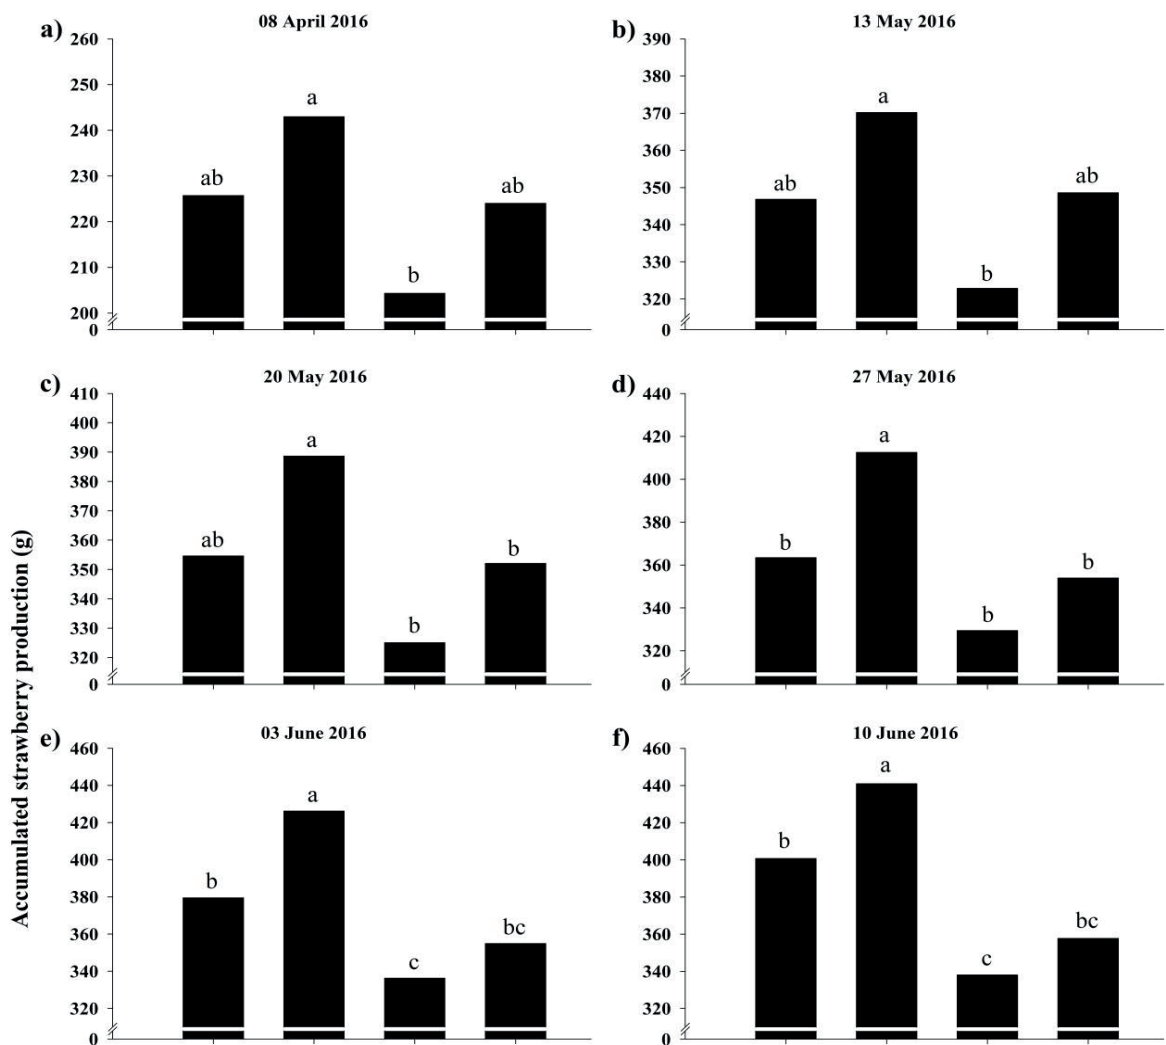 a)
08 April 2016
260
250
240
230
220
210
200
0
ab
a
b
ab
b)
13 May 2016
390
380
370
360
350
340
330
320
0
ab
a
b
ab
c)
20 May 2016
410
400
390
380
370
360
350
340
330
320
0
ab
a
b
b
d)
27 May 2016
440
420
400
380
360
340
320
0
b
a
b
b
e)
03 June 2016
460
440
420
400
380
360
340
320
0
b
a
c
bc
f)
10 June 2016
460
440
420
400
380
360
340
320
0
b
a
c
bc
Accumulated strawberry production (g)